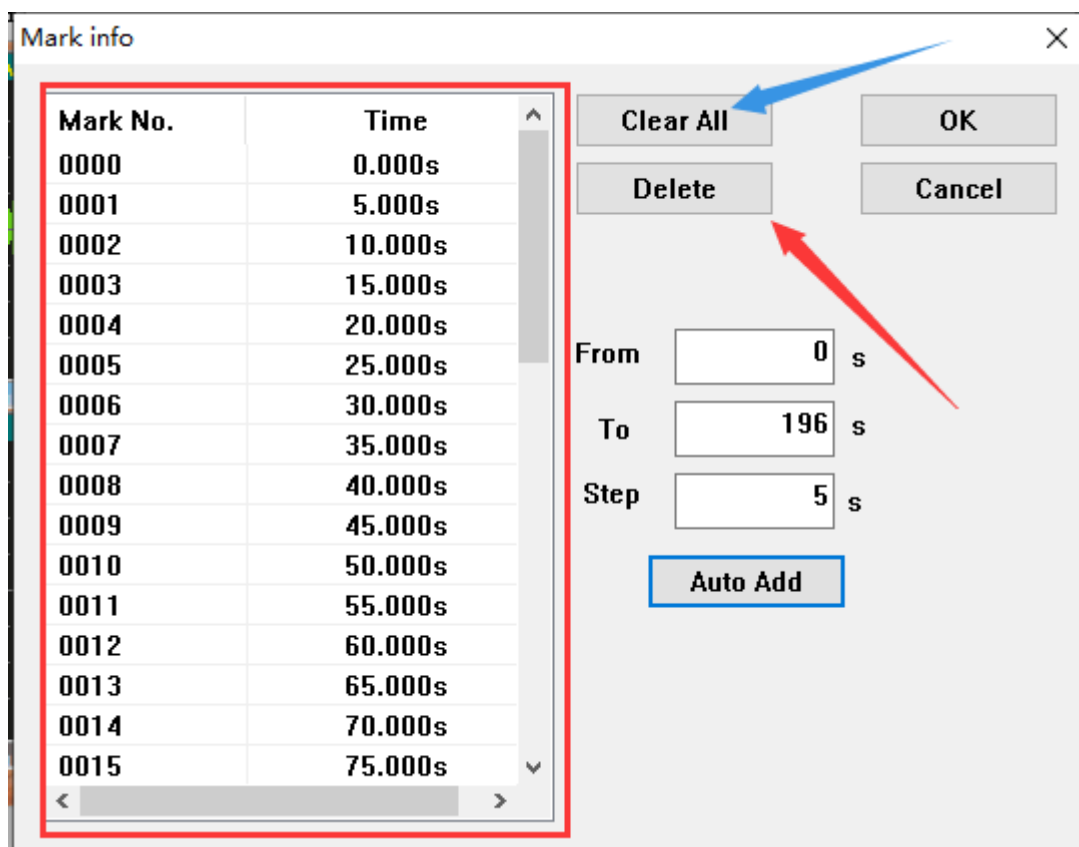 Mark info
Mark No. Time
0000 0.000s
0001 5.000s
0002 10.000s
0003 15.000s
0004 20.000s
0005 25.000s
0006 30.000s
0007 35.000s
0008 40.000s
0009 45.000s
0010 50.000s
0011 55.000s
0012 60.000s
0013 65.000s
0014 70.000s
0015 75.000s
Clear All OK
Delete Cancel
From 0 s
To 196 s
Step 5 s
Auto Add